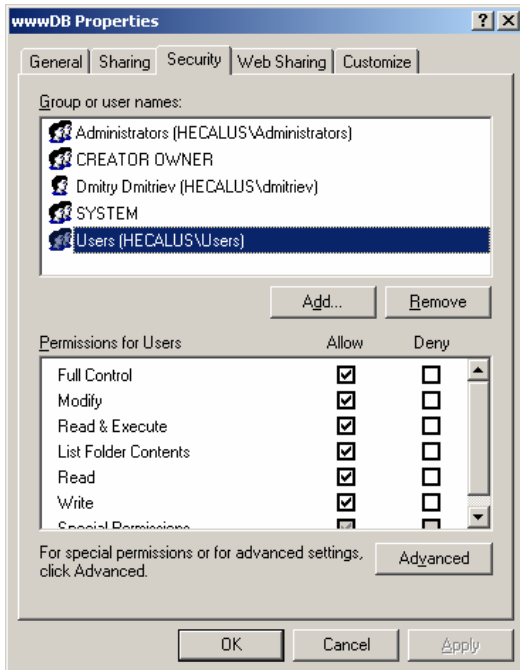 wwwDB Properties
General Sharing Security Web Sharing Customize
Group or user names:
Administrators (HECALUS\Administrators)
CREATOR OWNER
Dmitry Dmitriev (HECALUS\dmitriev)
SYSTEM
Users (HECALUS\Users)
Add... Remove
Permissions for Users Allow Deny
Full Control
Modify
Read & Execute
List Folder Contents
Read
Write
Special Permissions
For special permissions or for advanced settings,
click Advanced.
Advanced
OK Cancel Apply